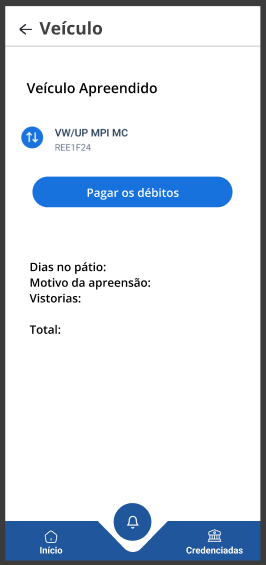 Veículo
Veículo Apreendido
VW/UP MPI MC
REE1F24
Pagar os débitos
Dias no pátio:
Motivo da apreensão:
Vistorias:
Total:
Início
Credenciadas